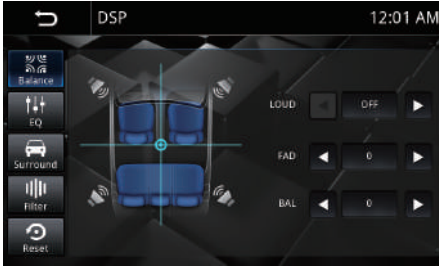 DSP
12:01 AM
Balance
EQ
Surround
Filter
Reset
LOUD OFF
FAD 0
BAL 0